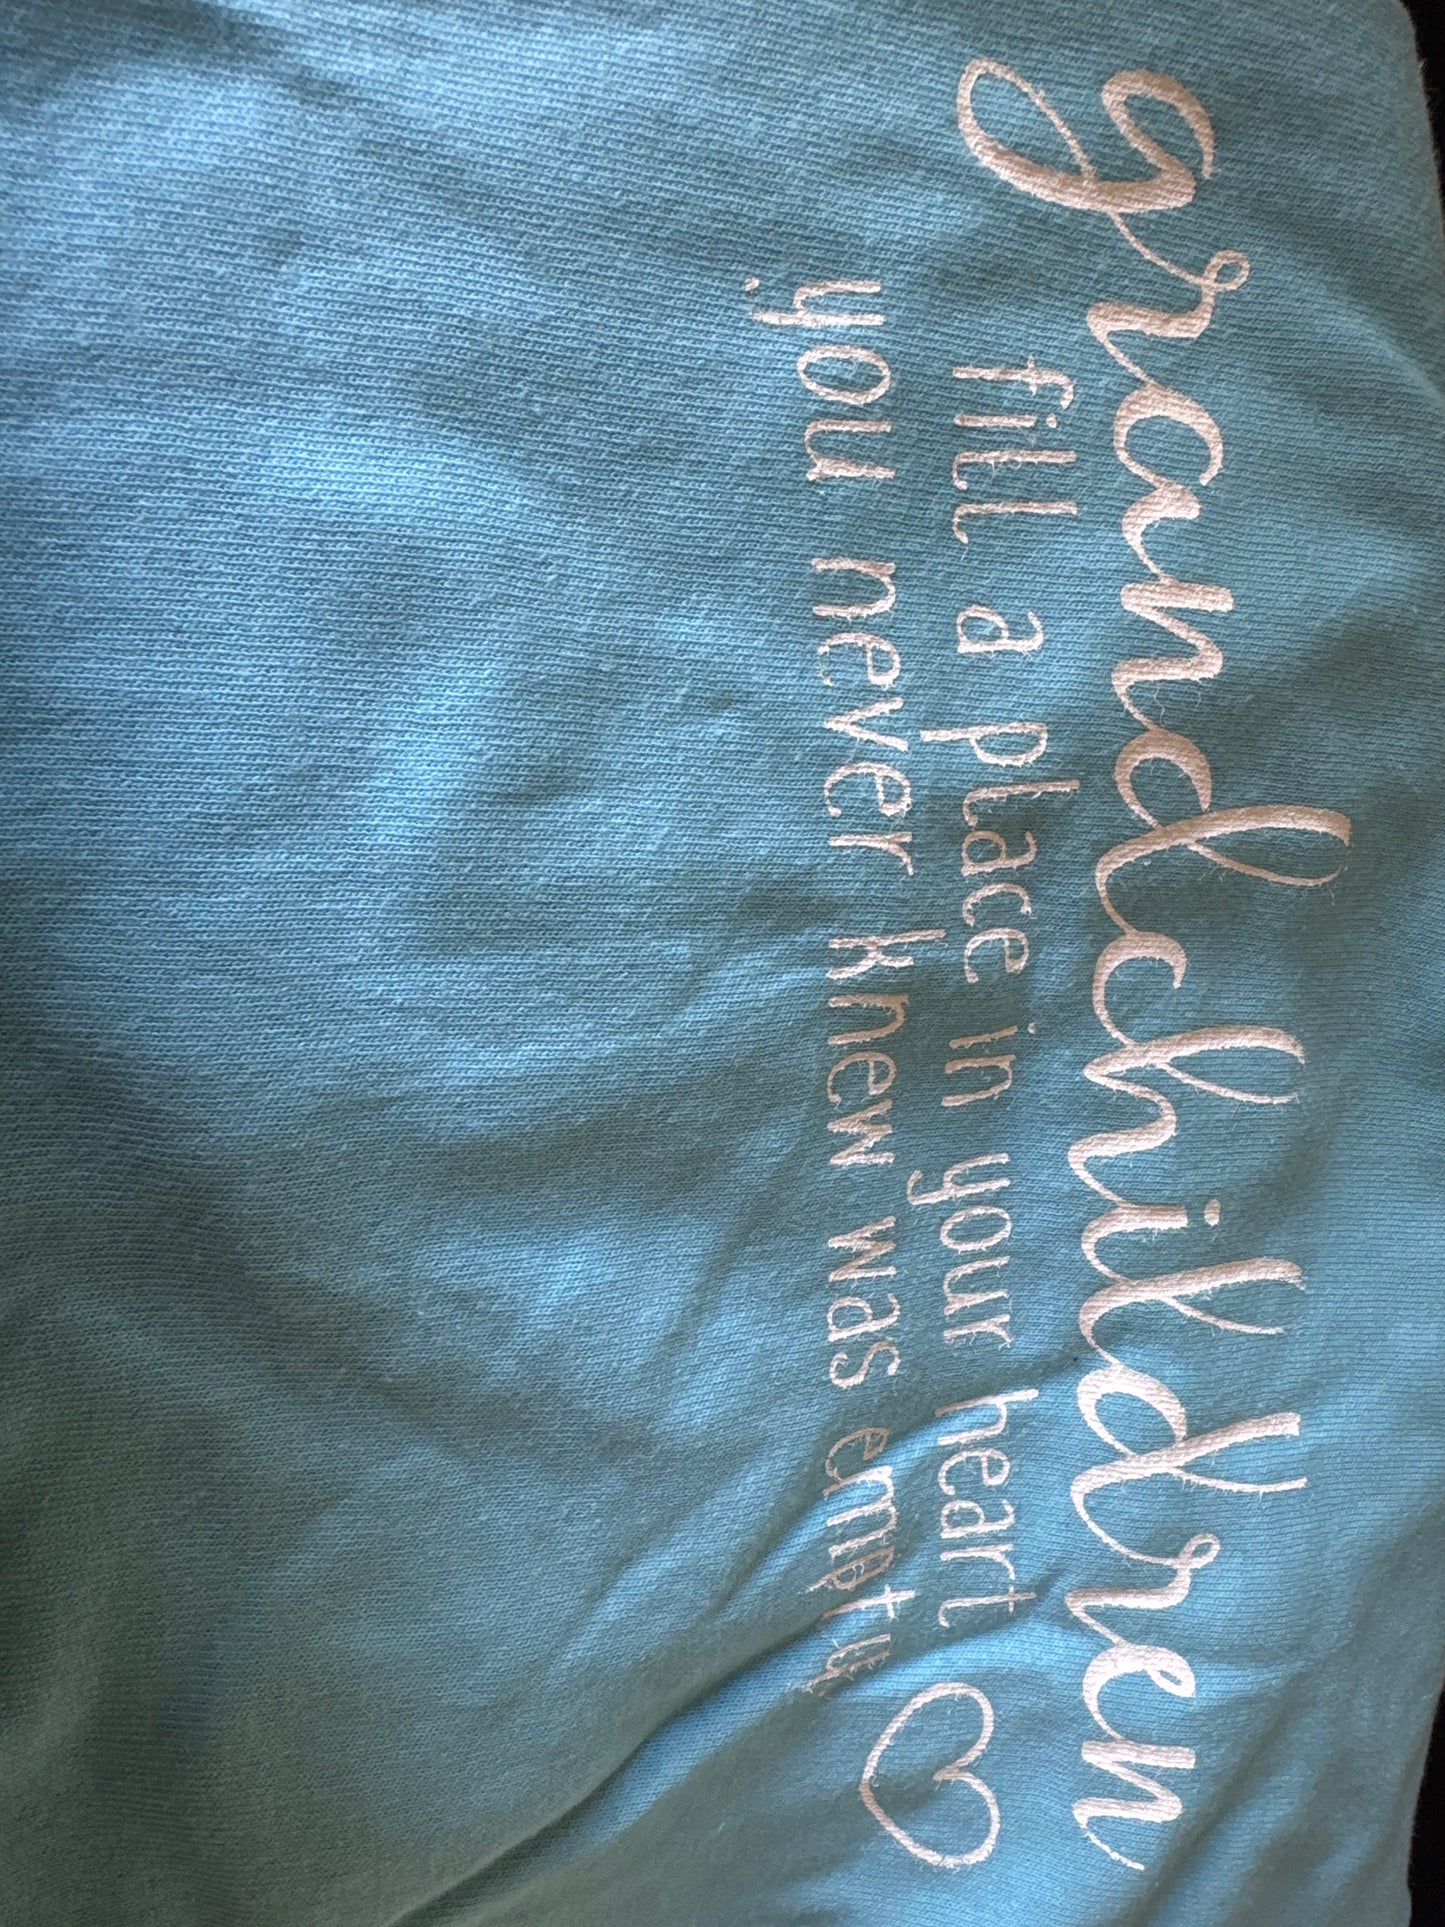 grandchildren
fill a place in your heart
you never knew was empty